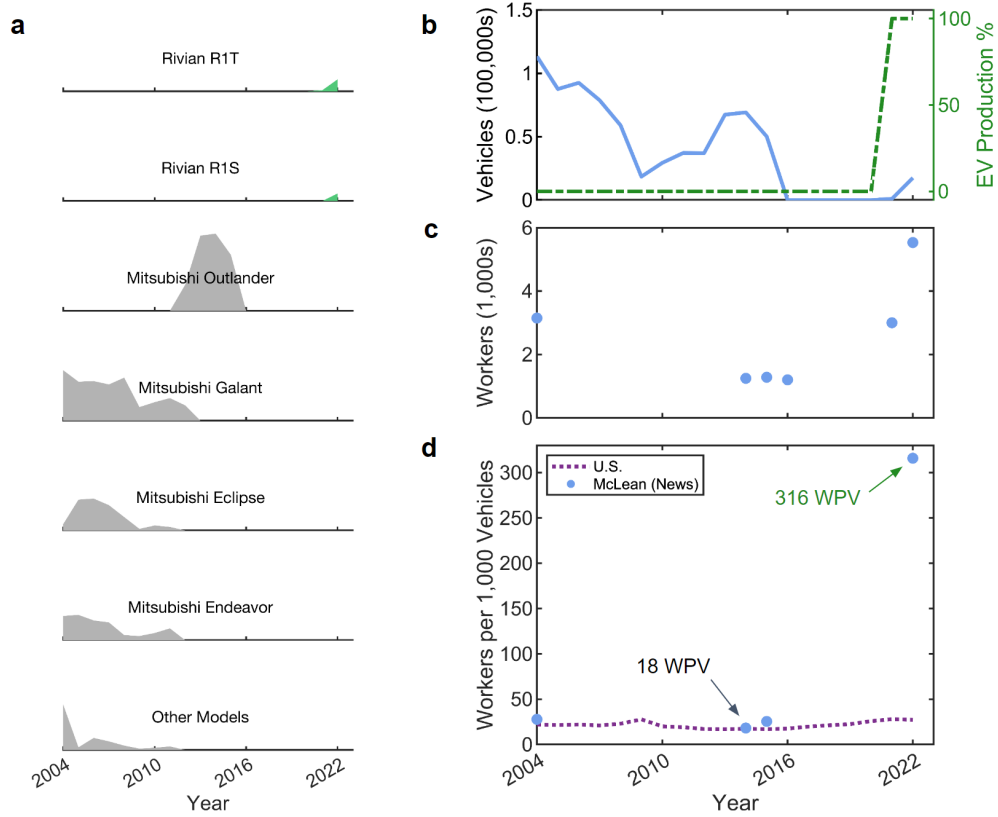 a
Rivian R1T
Rivian R1S
Mitsubishi Outlander
Mitsubishi Galant
Mitsubishi Eclipse
Mitsubishi Endeavor
Other Models
2004
2010
2016
2022
Year
b
Vehicles (100,000s)
1.5
1
0.5
0
100
50
0
EV Production %
c
Workers (1,000s)
6
4
2
0
d
Workers per 1,000 Vehicles
300
250
200
150
100
50
0
U.S.
McLean (News)
316 WPV
18 WPV
2004
2010
2016
2022
Year